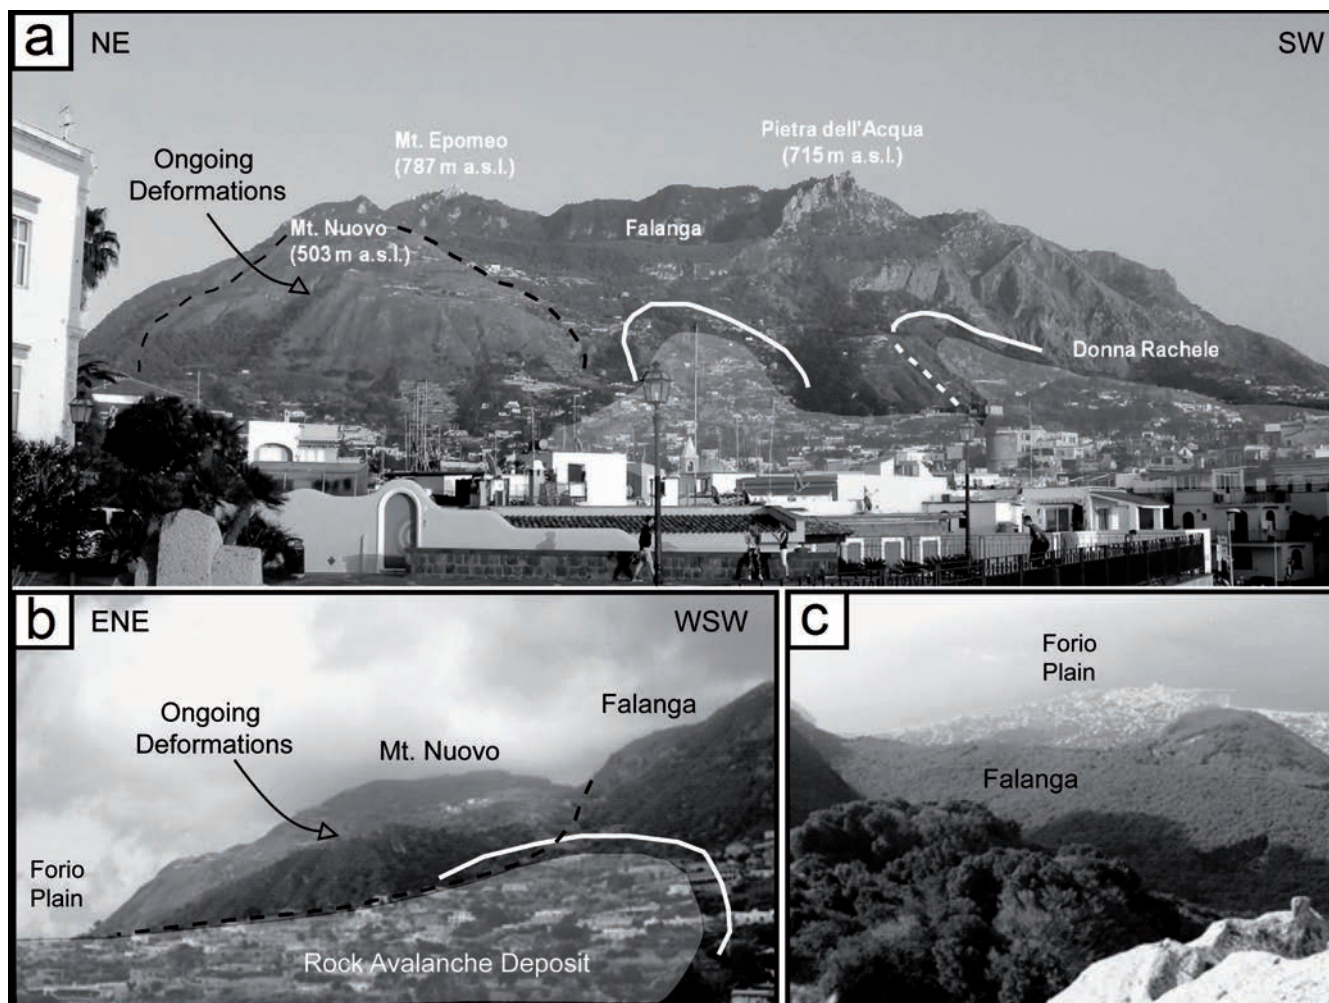 a
NE
SW
Mt. Epomeo
(787 m a.s.l.)
Pietra dell'Acqua
(715 m a.s.l.)
Ongoing
Deformations
Mt. Nuovo
(503 m a.s.l.)
Falanga
Donna Rachele
b
ENE
WSW
Falanga
Ongoing
Deformations
Mt. Nuovo
Forio
Plain
Rock Avalanche Deposit
c
Forio
Plain
Falanga